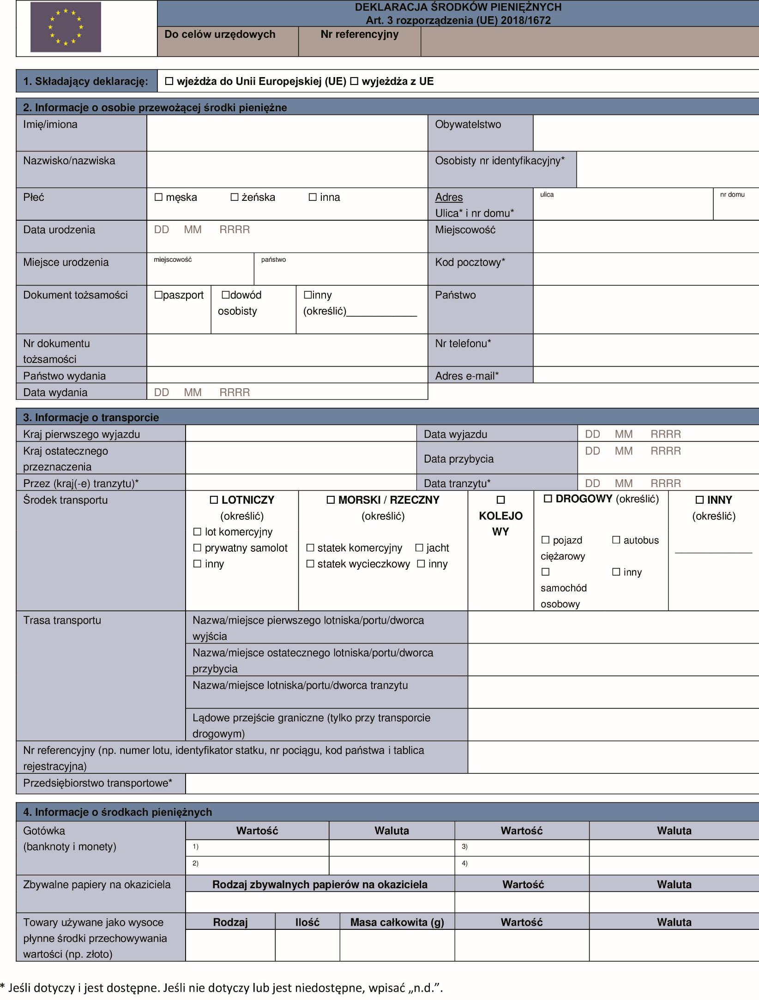 DEKLARACJA ŚRODKÓW PIENIĘŻNYCH
Art. 3 rozporządzenia (UE) 2018/1672
Do celów urzędowych Nr referencyjny
1. Składający deklarację: ☐ wjeżdża do Unii Europejskiej (UE) ☐ wyjeżdża z UE
2. Informacje o osobie przewożącej środki pieniężne
Imię/imiona Obywatelstwo
Nazwisko/nazwiska Osobisty nr identyfikacyjny*
Płeć ☐ męska ☐ żeńska ☐ inna Adres ulica nr domu
Ulica* i nr domu*
Data urodzenia DD MM RRRR Miejscowość
Miejsce urodzenia miejscowość państwo Kod pocztowy*
Dokument tożsamości ☐paszport ☐dowód ☐inny Państwo
osobisty (określić)____________
Nr dokumentu Nr telefonu*
tożsamości
Państwo wydania Adres e-mail*
Data wydania DD MM RRRR
3. Informacje o transporcie
Kraj pierwszego wyjazdu Data wyjazdu DD MM RRRR
Kraj ostatecznego DD MM RRRR
przeznaczenia Data przybycia
Przez (kraj(-e) tranzytu)* Data tranzytu* DD MM RRRR
Środek transportu ☐ LOTNICZY ☐ MORSKI / RZECZNY ☐ ☐ DROGOWY (określić) ☐ INNY
(określić) (określić) KOLEJO (określić)
☐ lot komercyjny WY
☐ pojazd ☐ autobus
☐ prywatny samolot ☐ statek komercyjny ☐ jacht _____________
ciężarowy
☐ inny ☐ statek wycieczkowy ☐ inny
☐ ☐ inny
samochód
osobowy
Trasa transportu Nazwa/miejsce pierwszego lotniska/portu/dworca
wyjścia
Nazwa/miejsce ostatecznego lotniska/portu/dworca
przybycia
Nazwa/miejsce lotniska/portu/dworca tranzytu
Lądowe przejście graniczne (tylko przy transporcie
drogowym)
Nr referencyjny (np. numer lotu, identyfikator statku, nr pociągu, kod państwa i tablica
rejestracyjna)
Przedsiębiorstwo transportowe*
4. Informacje o środkach pieniężnych
Gotówka Wartość Waluta Wartość Waluta
(banknoty i monety) 1) 3)
2) 4)
Zbywalne papiery na okaziciela Rodzaj zbywalnych papierów na okaziciela Wartość Waluta
Towary używane jako wysoce Rodzaj Ilość Masa całkowita (g) Wartość Waluta
płynne środki przechowywania
wartości (np. złoto)
* Jeśli dotyczy i jest dostępne. Jeśli nie dotyczy lub jest niedostępne, wpisać „n.d.”.